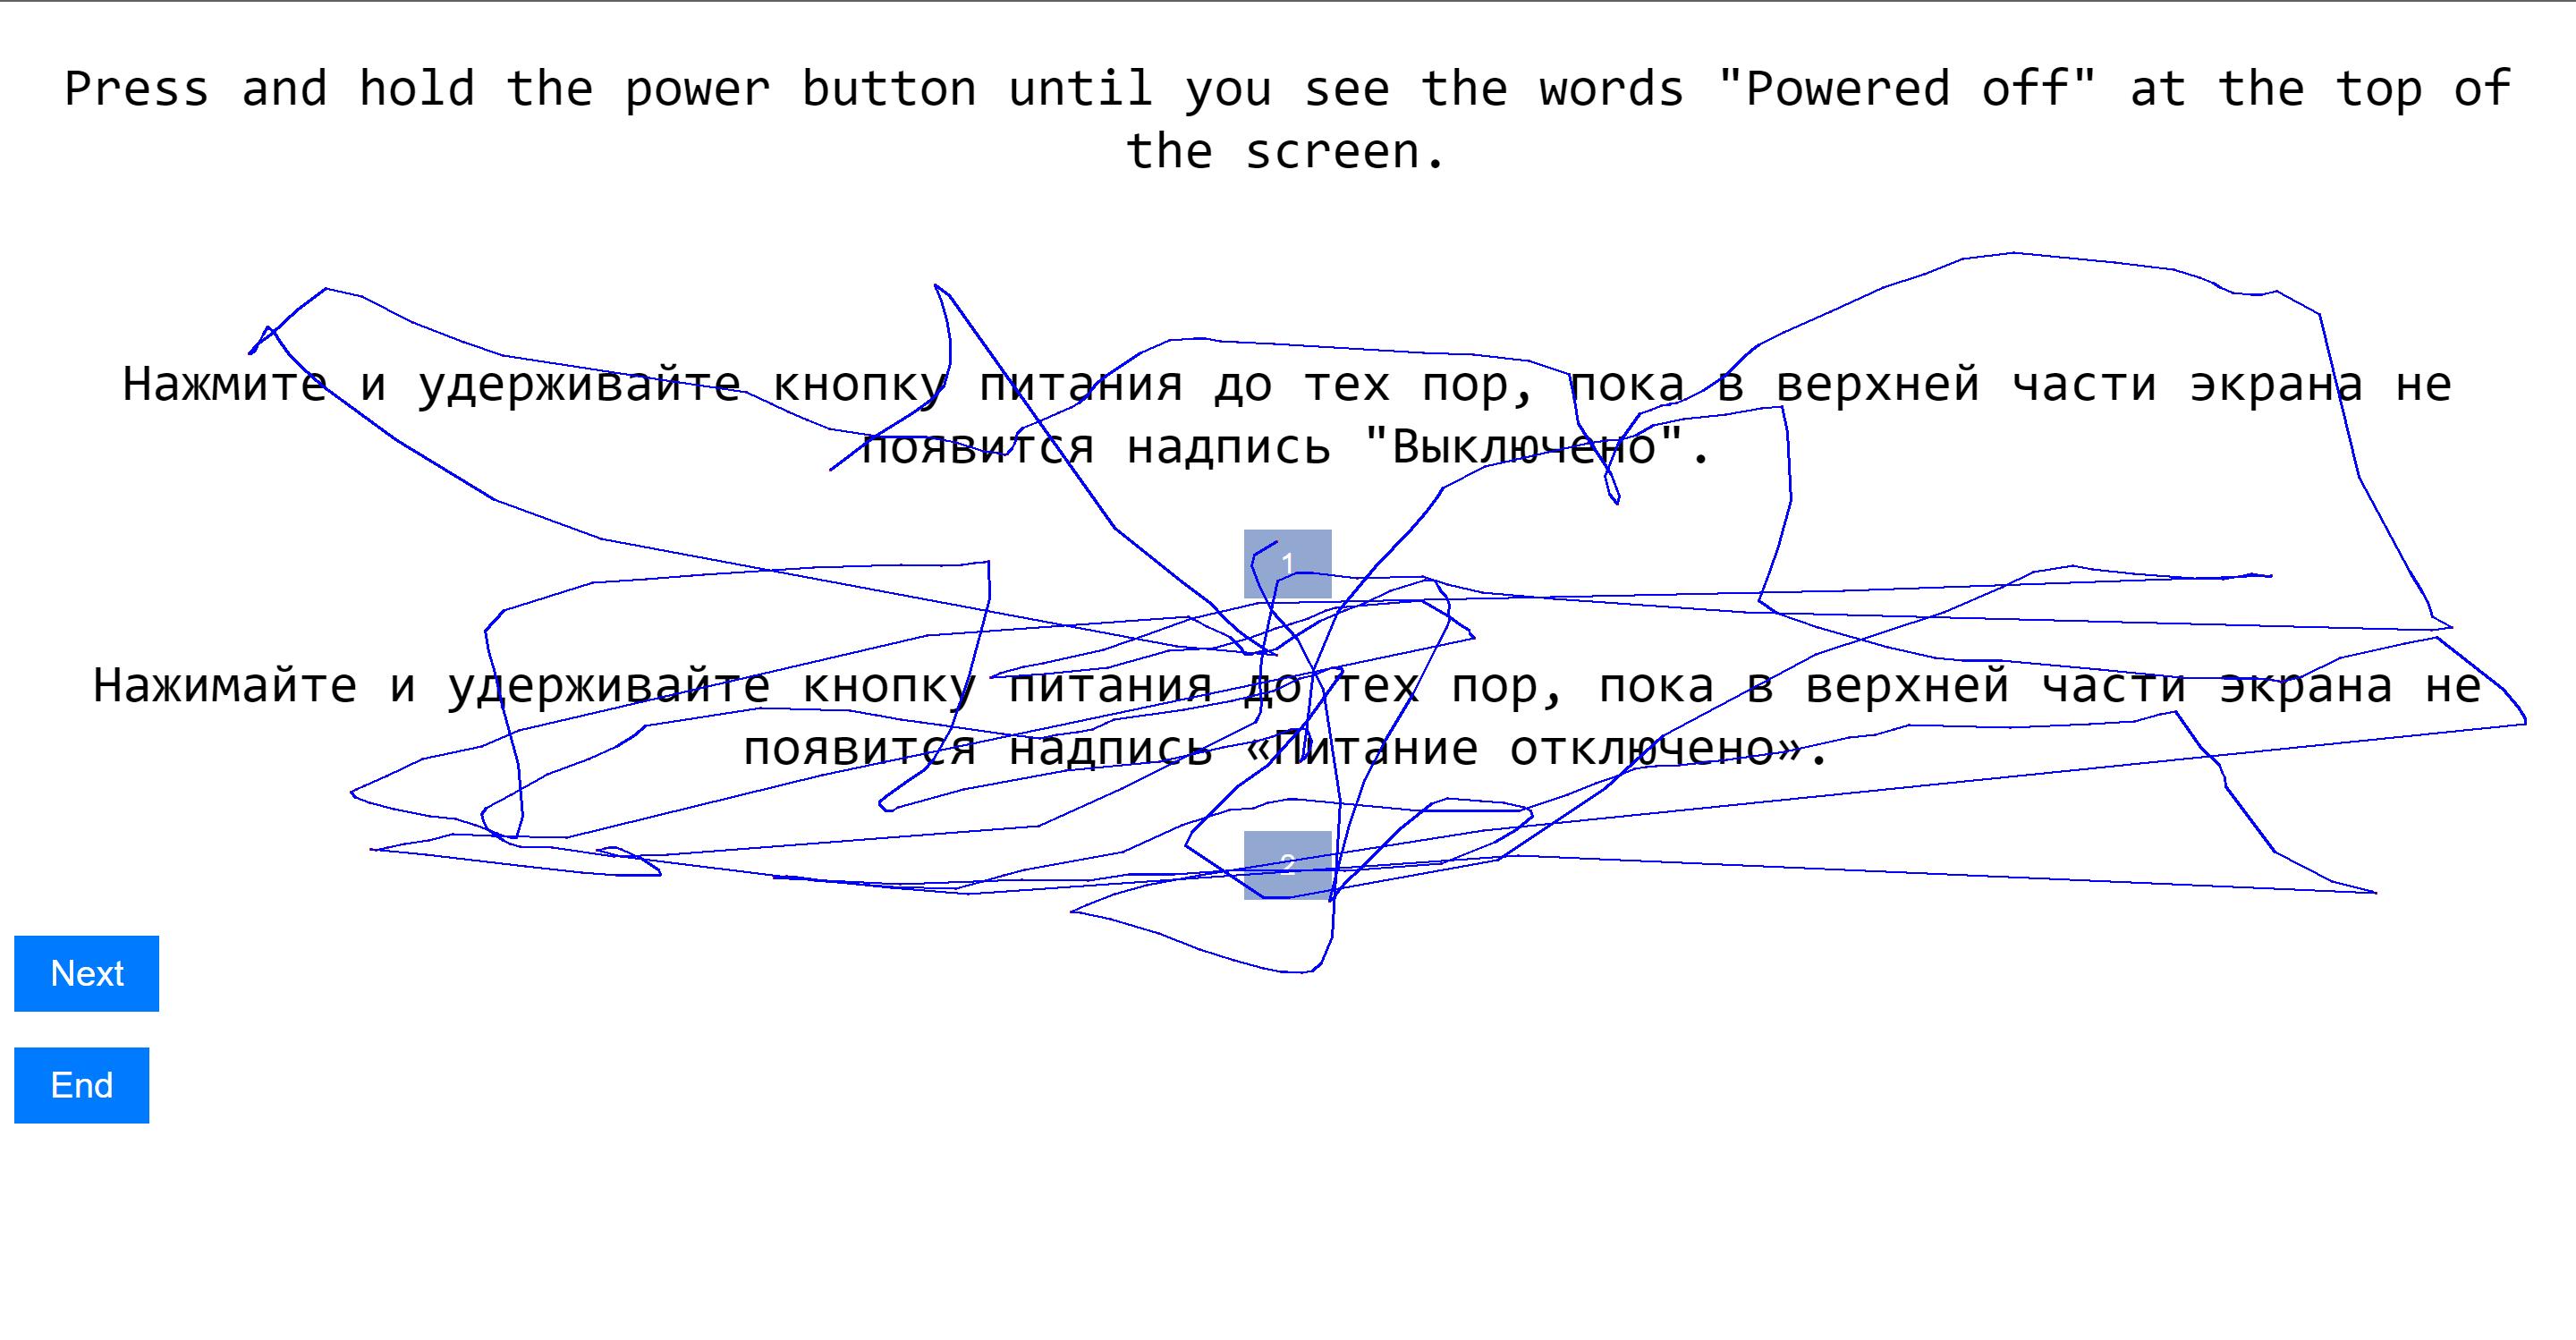 Press and hold the power button until you see the words "Powered off" at the top of
the screen.
Нажмите и удерживайте кнопку питания до тех пор, пока в верхней части экрана не
появится надпись "Выключено".
1
Нажимайте и удерживайте кнопку питания до тех пор, пока в верхней части экрана не
появится надпись «Питание отключено».
2
Next
End